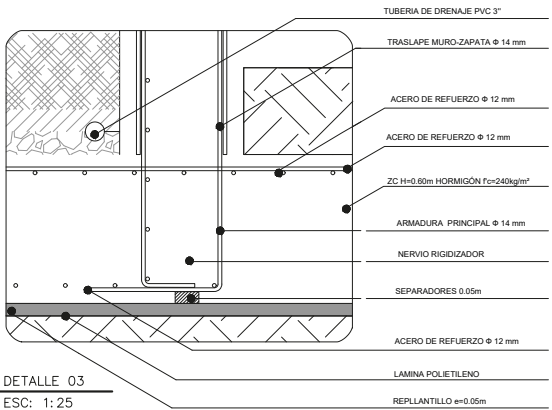 TUBERIA DE DRENAJE PVC 3"
TRASLAPE MURO-ZAPATA Φ 14 mm
ACERO DE REFUERZO Φ 12 mm
ACERO DE REFUERZO Φ 12 mm
ZC H=0.60m HORMIGÓN f'c=240kg/m²
ARMADURA PRINCIPAL Φ 14 mm
NERVIO RIGIDIZADOR
SEPARADORES 0.05m
ACERO DE REFUERZO Φ 12 mm
LAMINA POLIETILENO
REPLLANTILLO e=0.05m
DETALLE 03
ESC: 1:25